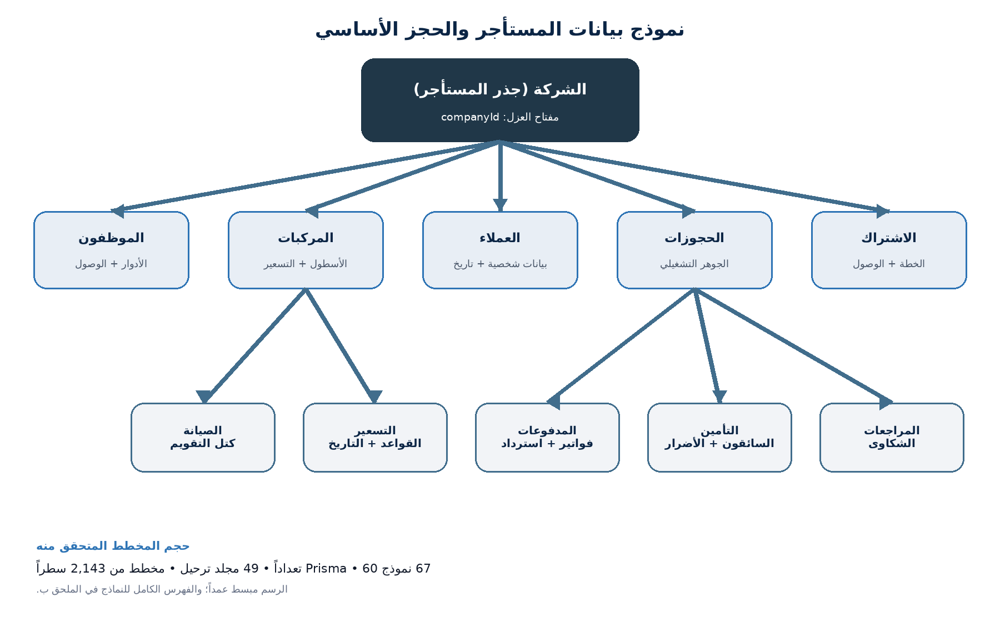 نموذج بيانات المستأجر والحجز الأساسي
الشركة (جذر المستأجر)
مفتاح العزل: companyId
الاشتراك
الخطة + الوصول
الحجوزات
الجوهر التشغيلي
العملاء
بيانات شخصية + تاريخ
المركبات
الأسطول + التسعير
الموظفون
الأدوار + الوصول
المراجعات
الشكاوى
التأمين
السائقون + الأضرار
المدفوعات
فواتير + استرداد
التسعير
القواعد + التاريخ
الصيانة
كتل التقويم
حجم المخطط المتحقق منه
67 نموذج Prisma • 60 تعداداً • 49 مجلد ترحيل • مخطط من 2,143 سطراً
الرسم مبسط عمداً؛ والفهرس الكامل للنماذج في الملحق ب.